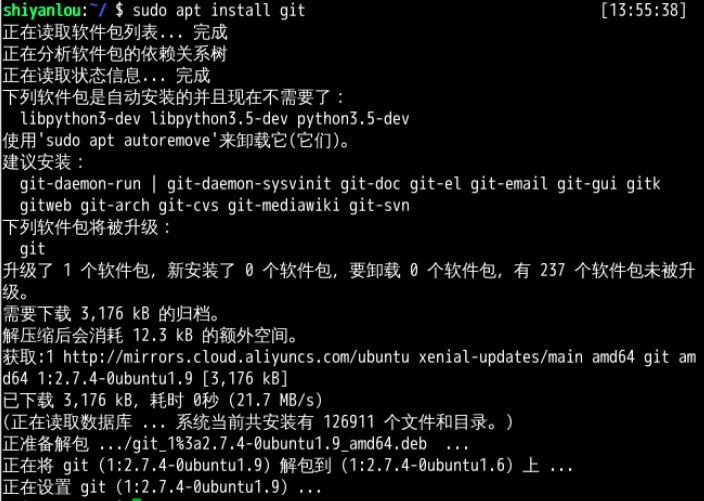 shiyanlou:~/ $ sudo apt install git [13:55:38]
正在读取软件包列表... 完成
正在分析软件包的依赖关系树
正在读取状态信息... 完成
下列软件包是自动安装的并且现在不需要了：
libpython3-dev libpython3.5-dev python3.5-dev
使用'sudo apt autoremove'来卸载它(它们)。
建议安装：
git-daemon-run | git-daemon-sysvinit git-doc git-el git-email git-gui gitk
gitweb git-arch git-cvs git-mediawiki git-svn
下列软件包将被升级：
git
升级了 1 个软件包, 新安装了 0 个软件包, 要卸载 0 个软件包, 有 237 个软件包未被升
级。
需要下载 3,176 kB 的归档。
解压缩后会消耗 12.3 kB 的额外空间。
获取:1 http://mirrors.cloud.aliyuncs.com/ubuntu xenial-updates/main amd64 git am
d64 1:2.7.4-0ubuntu1.9 [3,176 kB]
已下载 3,176 kB, 耗时 0秒 (21.7 MB/s)
(正在读取数据库 ... 系统当前共安装有 126911 个文件和目录。)
正准备解包 .../git_1%3a2.7.4-0ubuntu1.9_amd64.deb ...
正在将 git (1:2.7.4-0ubuntu1.9) 解包到 (1:2.7.4-0ubuntu1.6) 上 ...
正在设置 git (1:2.7.4-0ubuntu1.9) ...